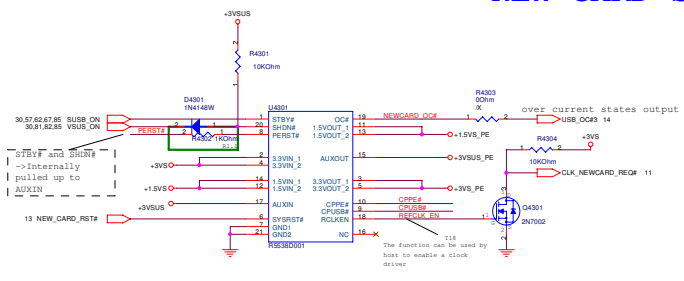 +3VSUS
R4301
10KOhm
D4301
1N4148W
U4301
R4303
0Ohm
/X
30,57,62,67,85 SUSB_ON
30,81,82,85 VSUS_ON
PERST#
R4302 1KOhm
R1.1
1 STBY# OC# 19 NEWCARD_OC#
20 SHDN# 1.5VOUT_1 11
8 PERST# 1.5VOUT_2 13
over current states output
USB_OC#3 14
+1.5VS_PE
R4304
10KOhm
+3VS
STBY# and SHDN#
->Internally
pulled up to
AUXIN
+3VS
2 3.3VIN_1
4 3.3VIN_2
AUXOUT 15
+3VSUS_PE
CLK_NEWCARD_REQ# 11
+1.5VS
14 1.5VIN_1 3.3VOUT_1 3
12 1.5VIN_2 3.3VOUT_2 5
+3VS_PE
+3VSUS
17 AUXIN
CPPE# 10 CPPE#
CPUSB# 9 CPUSB#
13 NEW_CARD_RST#
6 SYSRST# RCLKEN 18 REFCLK_EN
7 GND1
21 GND2 NC 16
R5538D001
Q4301
2N7002
T18
The function can be used by
host to enable a clock
driver